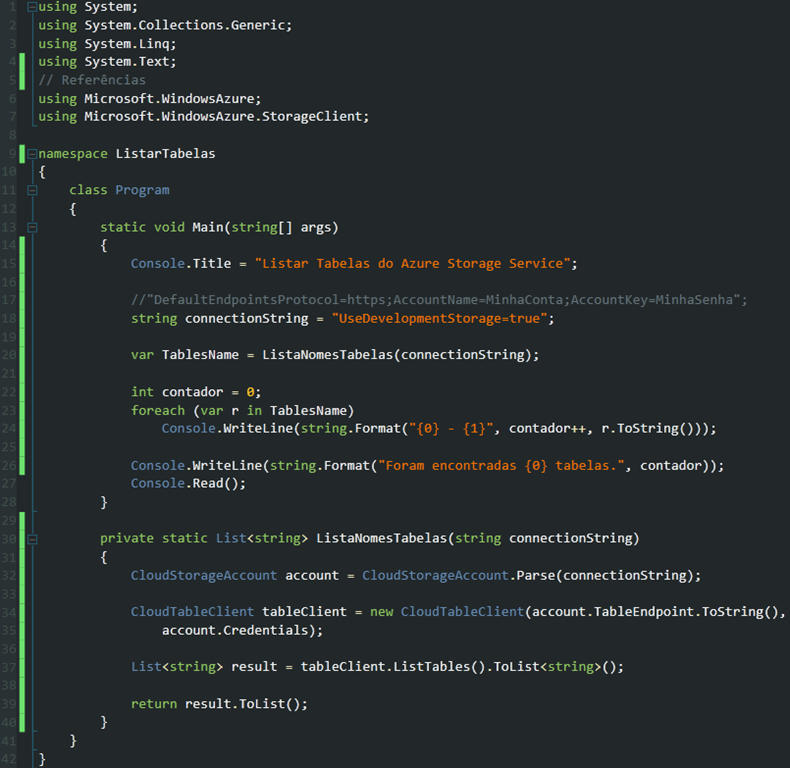 1 using System;
2 using System.Collections.Generic;
3 using System.Linq;
4 using System.Text;
5 // Referências
6 using Microsoft.WindowsAzure;
7 using Microsoft.WindowsAzure.StorageClient;
8
9 namespace ListarTabelas
10 {
11 class Program
12 {
13 static void Main(string[] args)
14 {
15 Console.Title = "Listar Tabelas do Azure Storage Service";
16
17 //"DefaultEndpointsProtocol=https;AccountName=MinhaConta;AccountKey=MinhaSenha";
18 string connectionString = "UseDevelopmentStorage=true";
19
20 var TablesName = ListaNomesTabelas(connectionString);
21
22 int contador = 0;
23 foreach (var r in TablesName)
24 Console.WriteLine(string.Format("{0} - {1}", contador++, r.ToString()));
25
26 Console.WriteLine(string.Format("Foram encontradas {0} tabelas.", contador));
27 Console.Read();
28 }
29
30 private static List<string> ListaNomesTabelas(string connectionString)
31 {
32 CloudStorageAccount account = CloudStorageAccount.Parse(connectionString);
33
34 CloudTableClient tableClient = new CloudTableClient(account.TableEndpoint.ToString(),
35 account.Credentials);
36
37 List<string> result = tableClient.ListTables().ToList<string>();
38
39 return result.ToList();
40 }
41 }
42 }